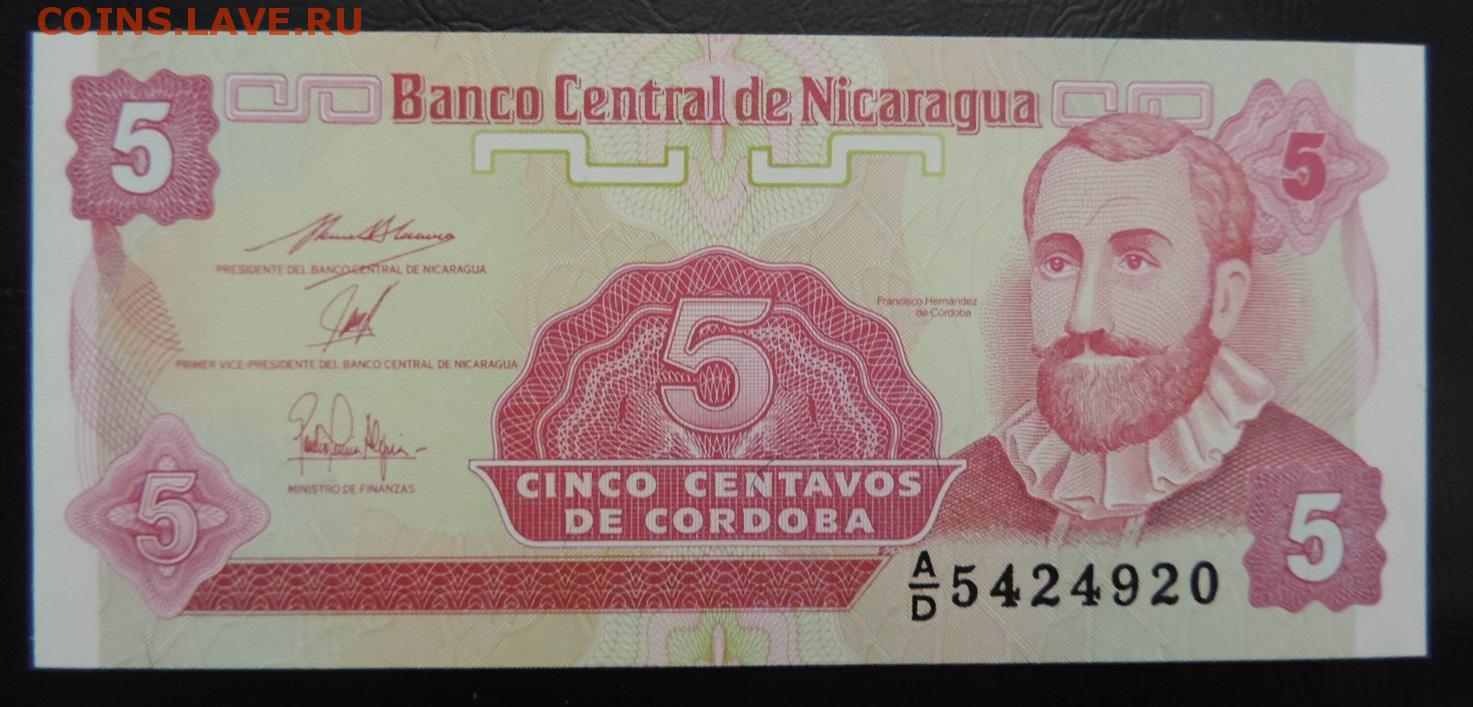 COINS.LAVE.RU
Banco Central de Nicaragua
5
5
PRESIDENTE DEL BANCO CENTRAL DE NICARAGUA
Francisco Hernández
de Córdoba
5
PRIMER VICE-PRESIDENTE DEL BANCO CENTRAL DE NICARAGUA
MINISTRO DE FINANZAS
5
CINCO CENTAVOS
DE CORDOBA
5
A/D 5424920